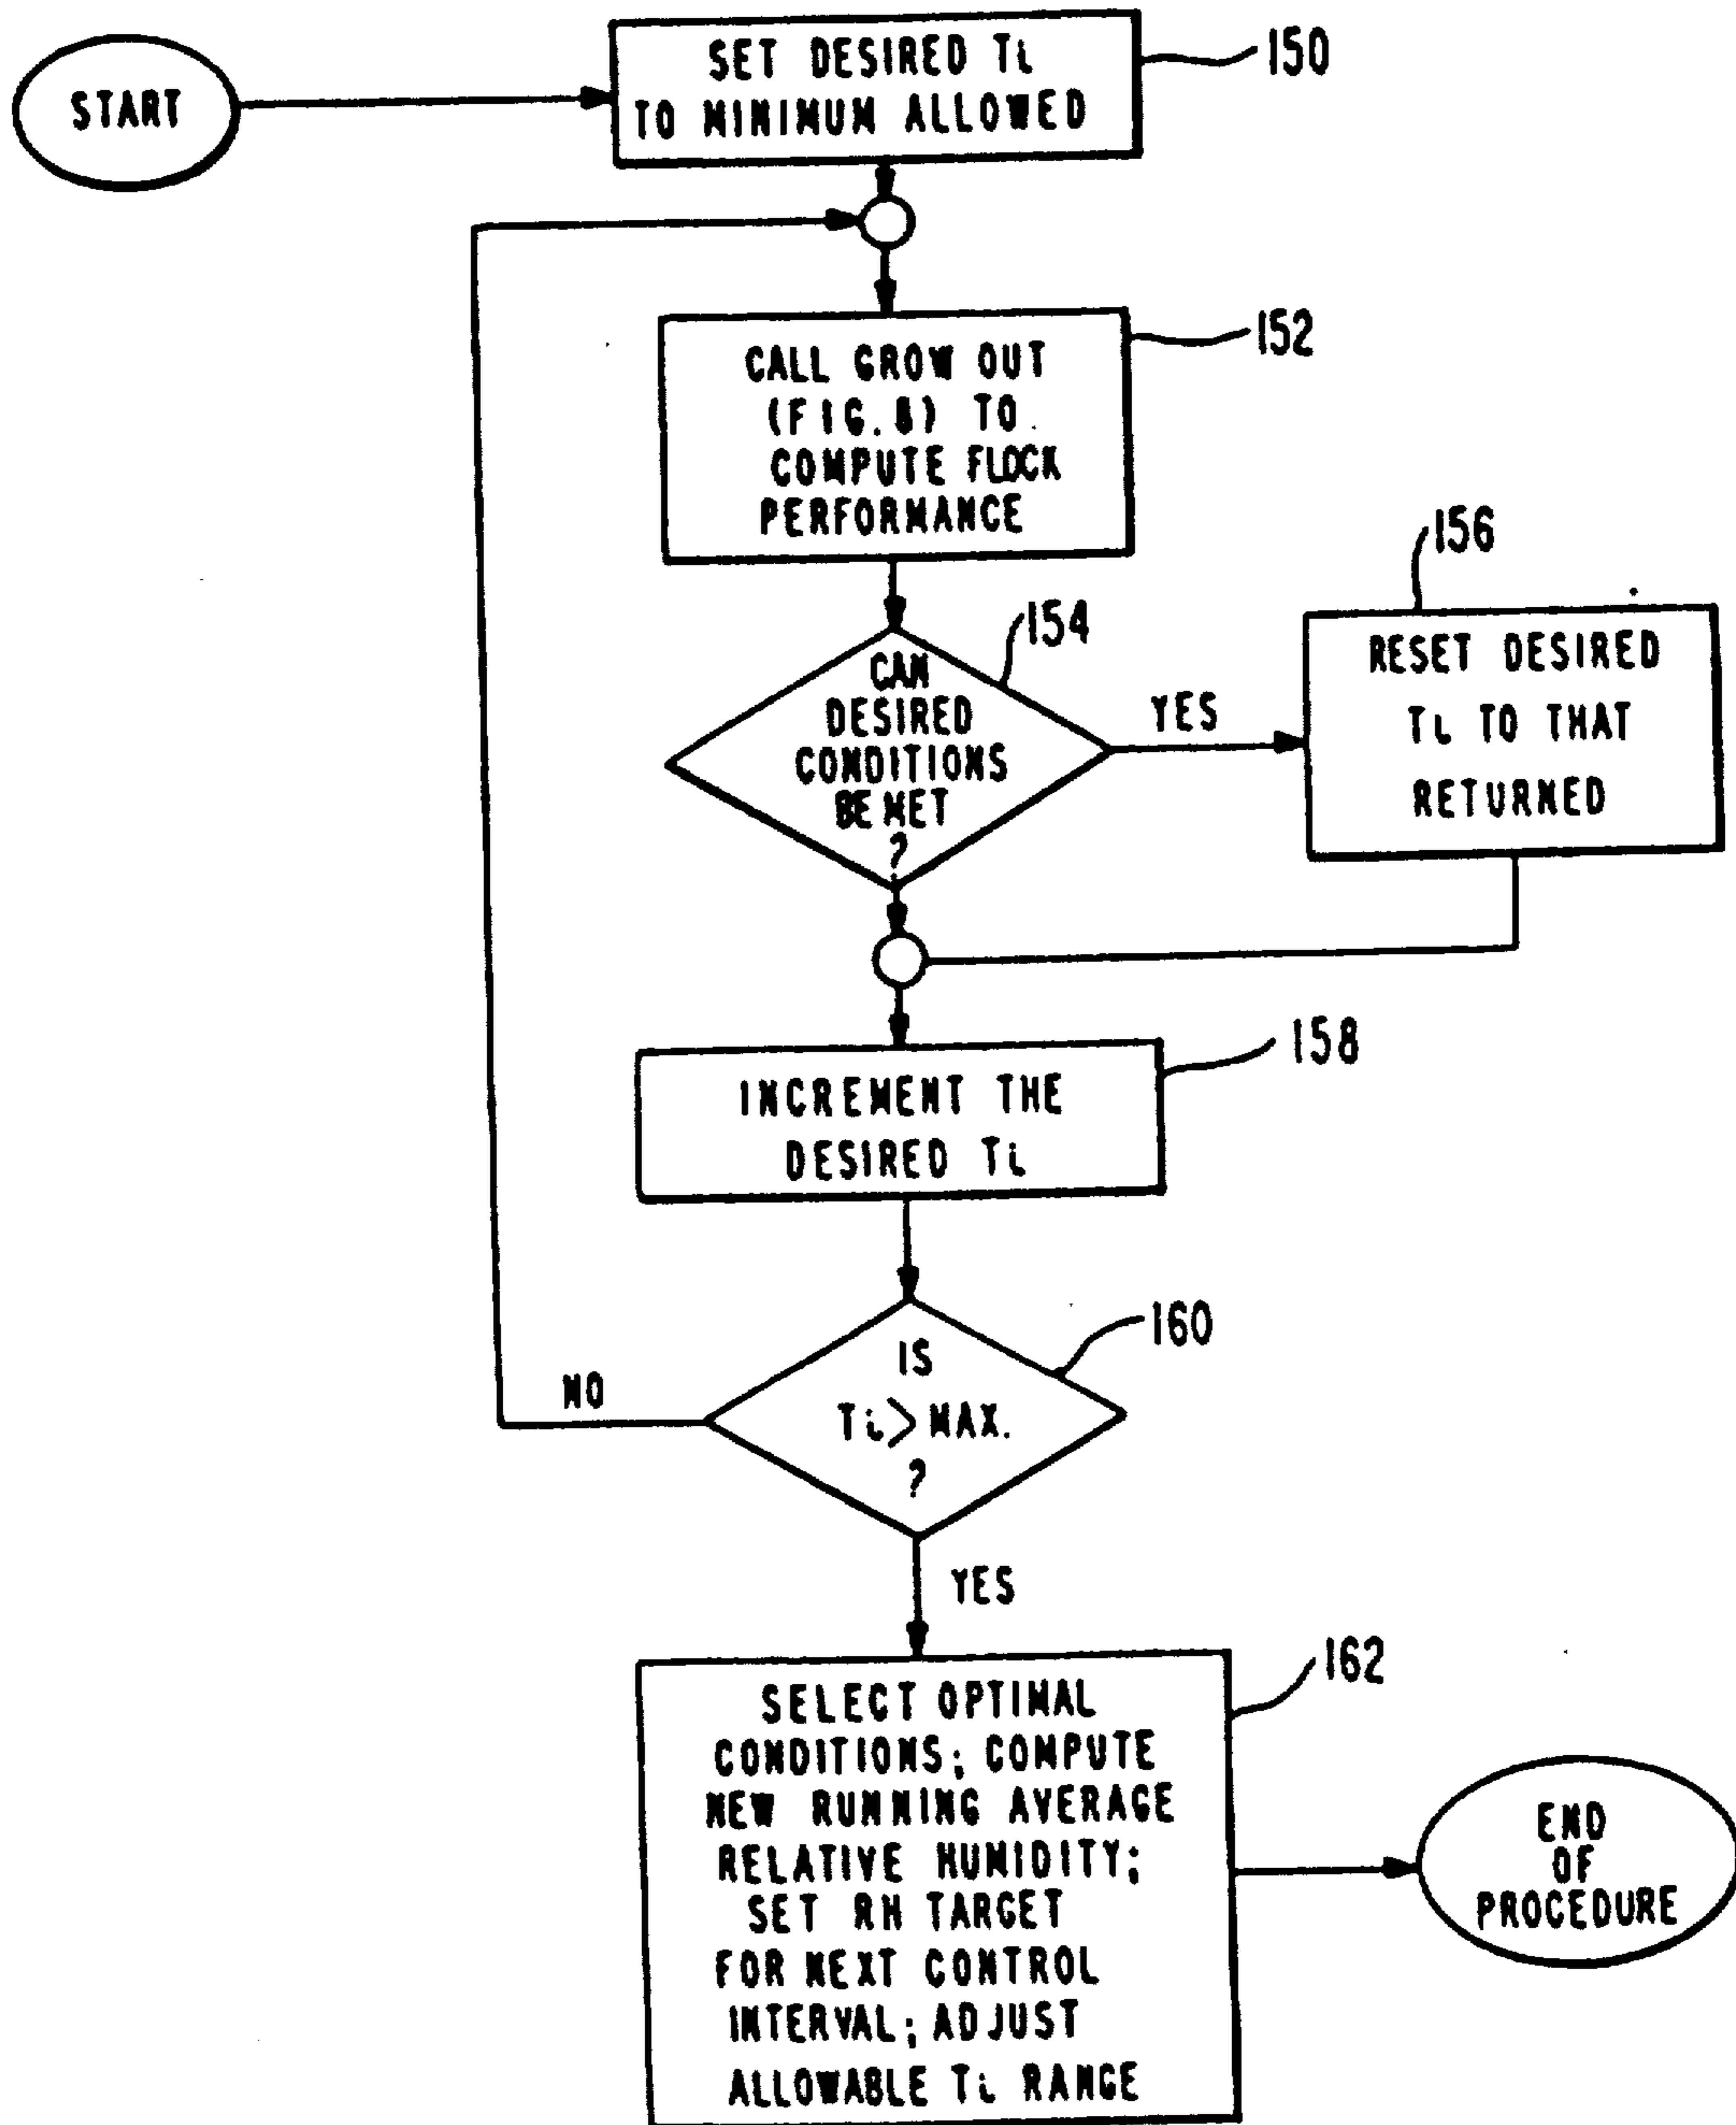 START
SET DESIRED Ti
TO MINIMUM ALLOWED
150
CALL GROW OUT
(FIG. 8) TO
COMPUTE FLOCK
PERFORMANCE
152
CAN
DESIRED
CONDITIONS
BE MET
?
154
YES
RESET DESIRED
Ti TO THAT
RETURNED
156
INCREMENT THE
DESIRED Ti
158
IS
Ti > MAX.
?
160
NO
YES
SELECT OPTIMAL
CONDITIONS; COMPUTE
NEW RUNNING AVERAGE
RELATIVE HUMIDITY;
SET RH TARGET
FOR NEXT CONTROL
INTERVAL; ADJUST
ALLOWABLE Ti RANGE
162
END
OF
PROCEDURE